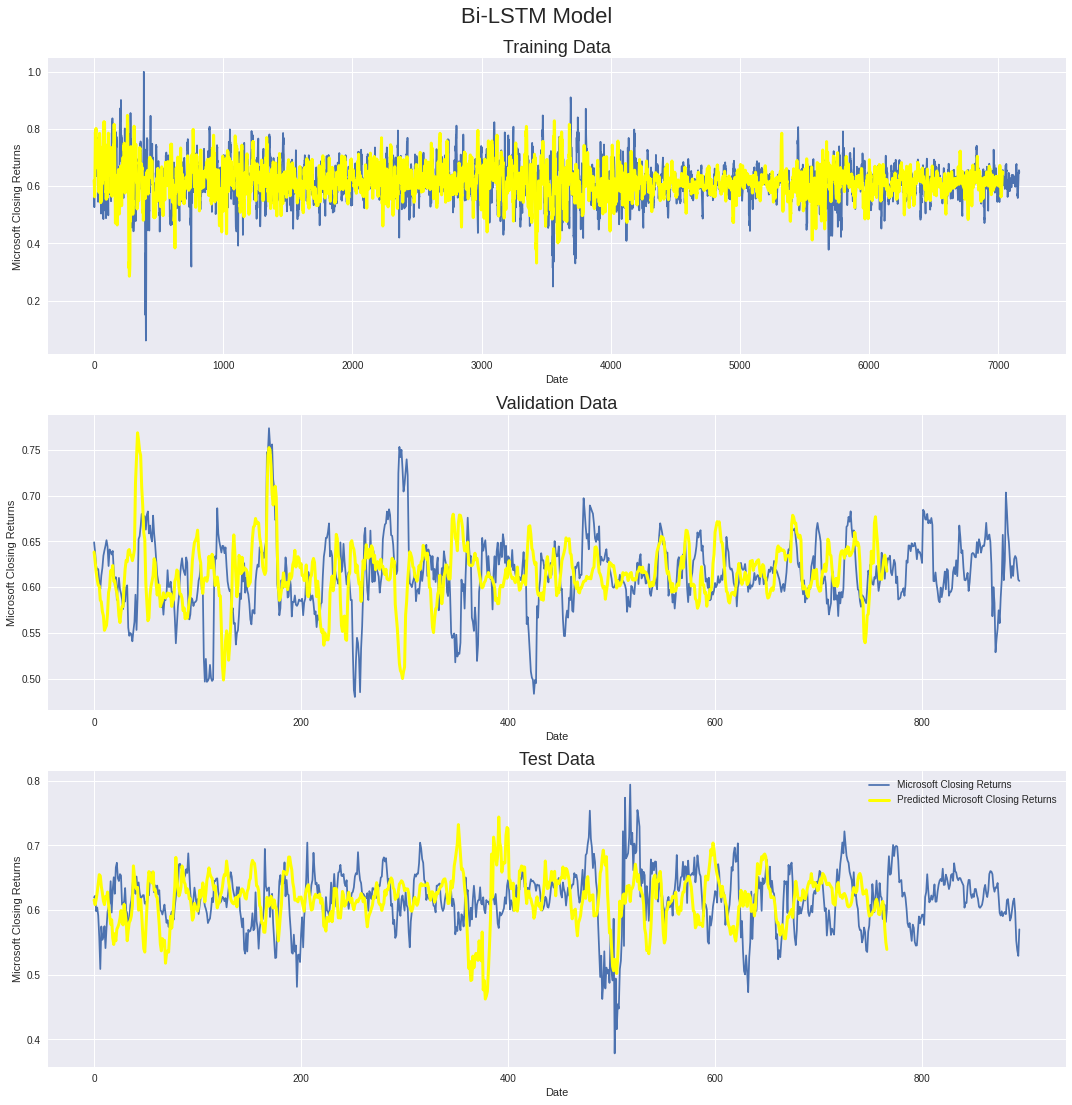 Bi-LSTM Model
Training Data
Microsoft Closing Returns
1.0
0.8
0.6
0.4
0.2
0 1000 2000 3000 4000 5000 6000 7000
Date
Validation Data
Microsoft Closing Returns
0.75
0.70
0.65
0.60
0.55
0.50
0 200 400 600 800
Date
Test Data
Microsoft Closing Returns
0.8
0.7
0.6
0.5
0.4
Microsoft Closing Returns
Predicted Microsoft Closing Returns
0 200 400 600 800
Date